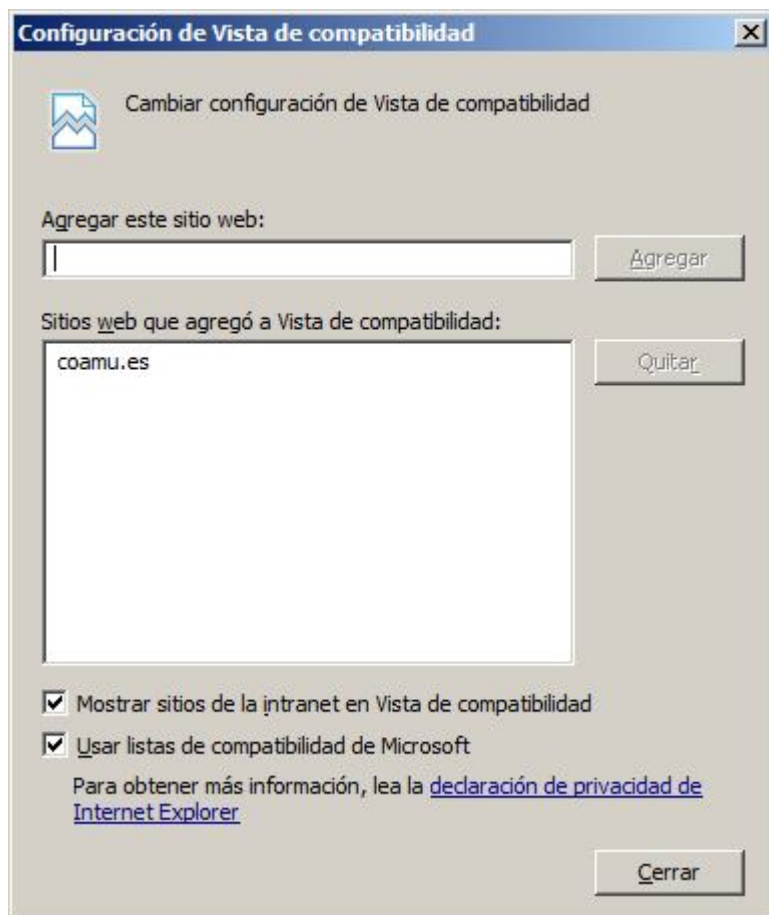 Configuración de Vista de compatibilidad
Cambiar configuración de Vista de compatibilidad
Agregar este sitio web:
Agregar
Sitios web que agregó a Vista de compatibilidad:
coamu.es
Quitar
Mostrar sitios de la intranet en Vista de compatibilidad
Usar listas de compatibilidad de Microsoft
Para obtener más información, lea la declaración de privacidad de
Internet Explorer
Cerrar